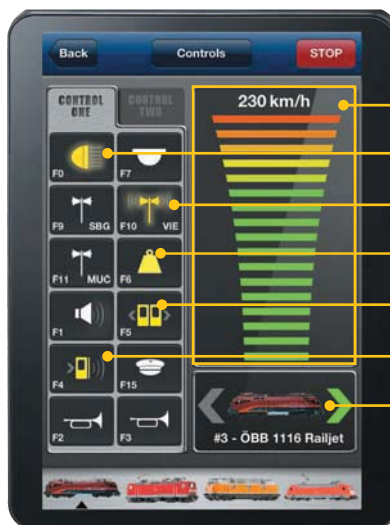 Back
Controls
STOP
CONTROL ONE
CONTROL TWO
230 km/h
F0
F7
F9 SBG
F10 VIE
F11 MUC
F6
F1
F5
F4
F15
F2
F3
#3 - ÖBB 1116 Railjet